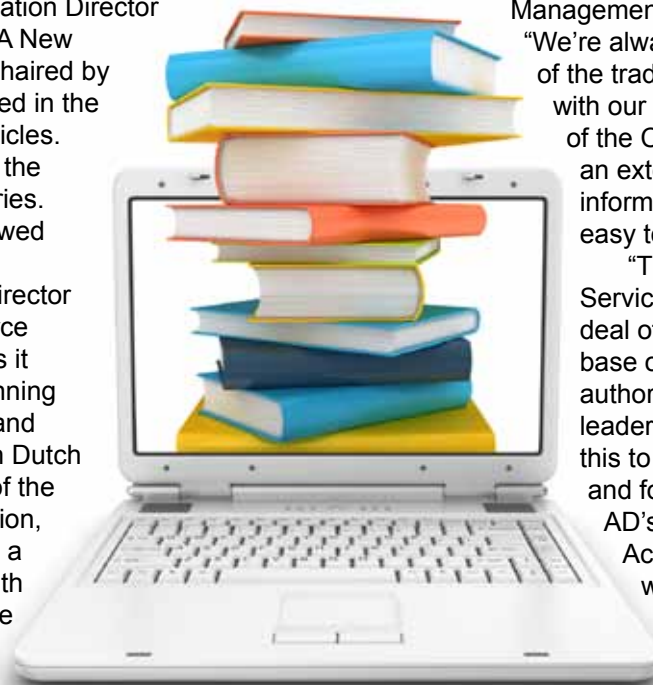 ation Director
A New
haired by
ed in the
icles.
the
ries.
wed
irector
ce
s it
nning
and
n Dutch
of the
ion,
a
th
e
Management
“We’re alwa
of the trad
with our
of the C
an exte
inform
easy to
“T
Servic
deal of
base o
author
leader
this to
and fo
AD’s
Ac
w